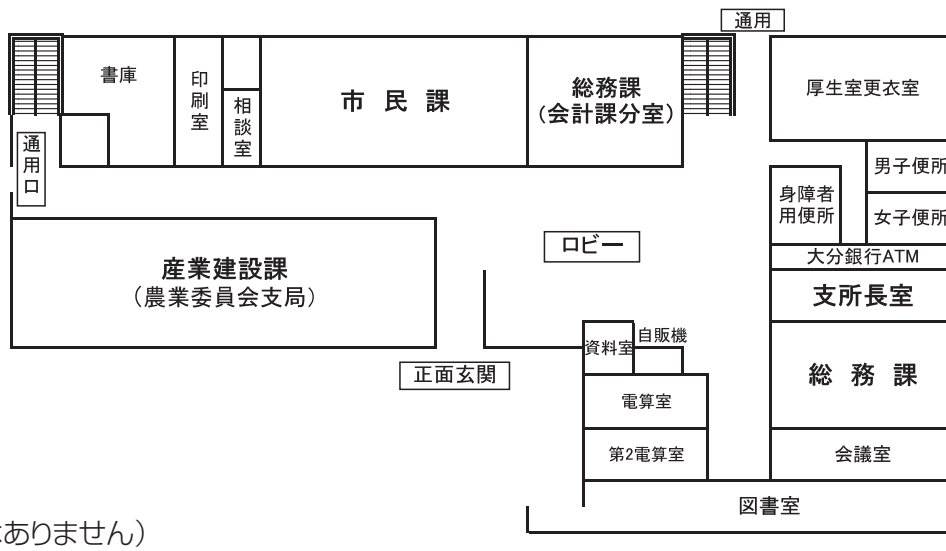 通用
書庫
印刷室
相談室
市民課
総務課
(会計課分室)
厚生室更衣室
通用口
男子便所
身障者
用便所
女子便所
ロビー
大分銀行ATM
産業建設課
(農業委員会支局)
支所長室
資料室
自販機
正面玄関
総務課
電算室
第2電算室
会議室
図書室
ありません)